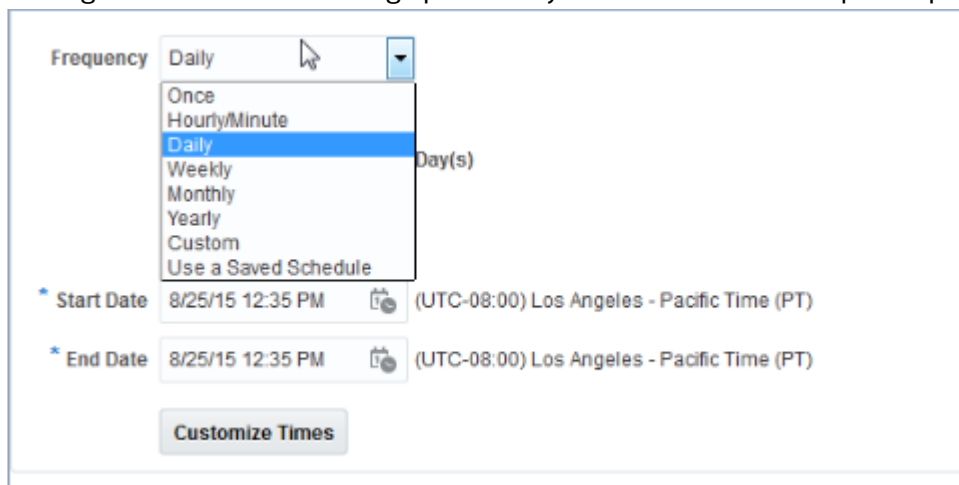 Frequency Daily
Once
Hourly/Minute
Daily
Weekly
Day(s)
Monthly
Yearly
Custom
Use a Saved Schedule
* Start Date 8/25/15 12:35 PM (UTC-08:00) Los Angeles - Pacific Time (PT)
* End Date 8/25/15 12:35 PM (UTC-08:00) Los Angeles - Pacific Time (PT)
Customize Times